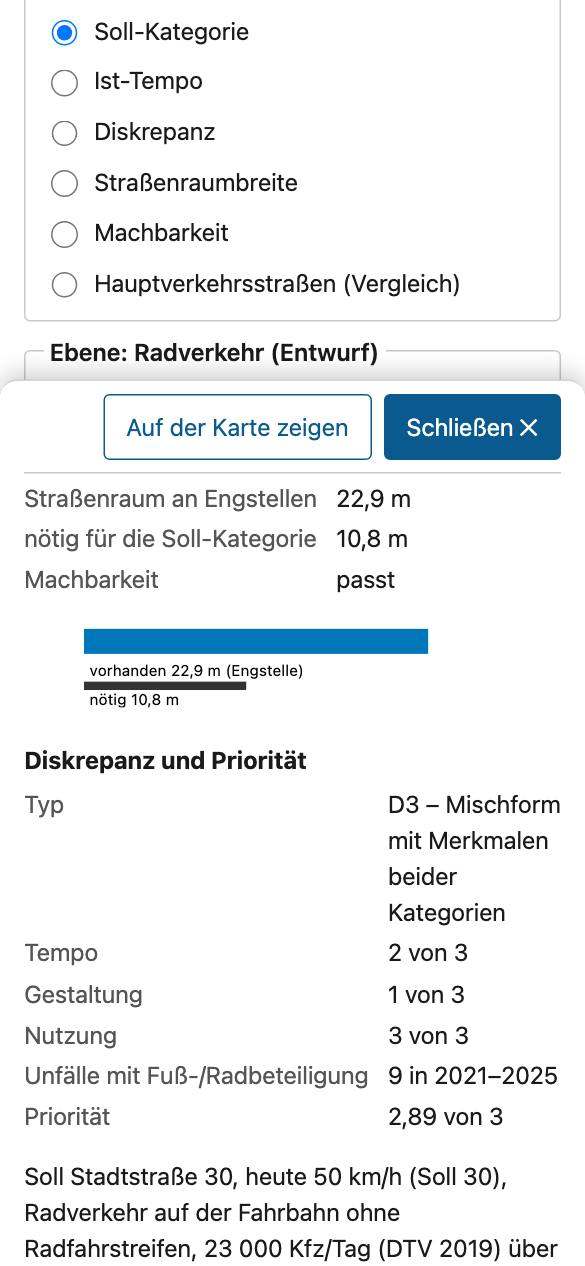 Soll-Kategorie
Ist-Tempo
Diskrepanz
Straßenraumbreite
Machbarkeit
Hauptverkehrsstraßen (Vergleich)
Ebene: Radverkehr (Entwurf)
Auf der Karte zeigen
Schließen ✕
Straßenraum an Engstellen 22,9 m
nötig für die Soll-Kategorie 10,8 m
Machbarkeit passt
vorhanden 22,9 m (Engstelle)
nötig 10,8 m
Diskrepanz und Priorität
Typ D3 – Mischform
mit Merkmalen
beider
Kategorien
Tempo 2 von 3
Gestaltung 1 von 3
Nutzung 3 von 3
Unfälle mit Fuß-/Radbeteiligung 9 in 2021–2025
Priorität 2,89 von 3
Soll Stadtstraße 30, heute 50 km/h (Soll 30),
Radverkehr auf der Fahrbahn ohne
Radfahrstreifen, 23 000 Kfz/Tag (DTV 2019) über